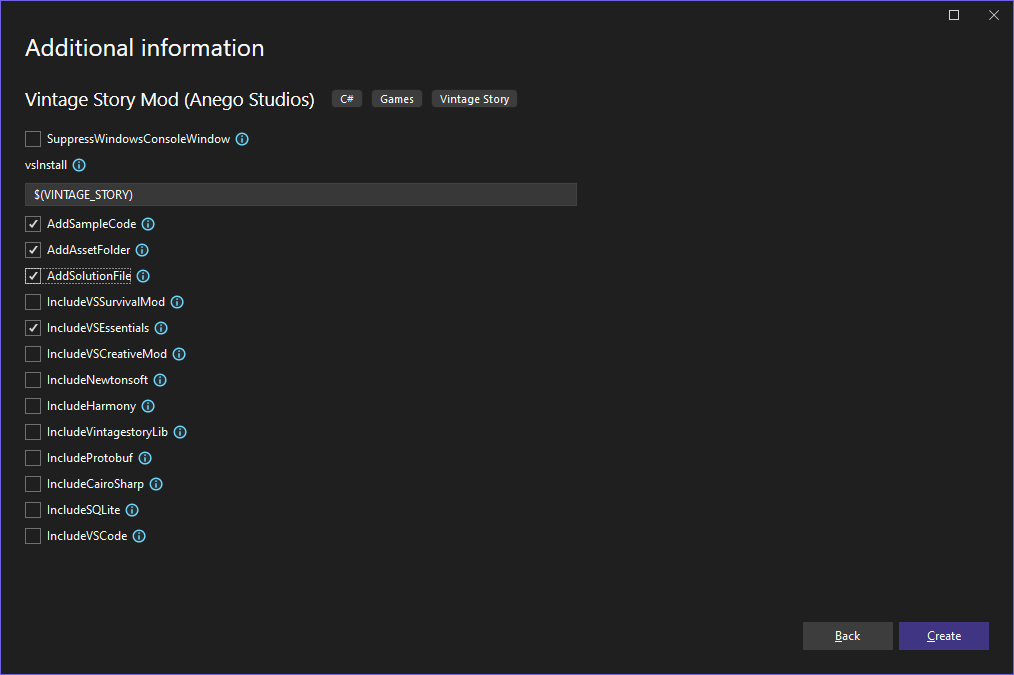 Additional information
Vintage Story Mod (Anego Studios) C# Games Vintage Story
SuppressWindowsConsoleWindow
vsInstall
$(VINTAGE_STORY)
AddSampleCode
AddAssetFolder
AddSolutionFile
IncludeVSSurvivalMod
IncludeVSEssentials
IncludeVSCreativeMod
IncludeNewtonsoft
IncludeHarmony
IncludeVintagestoryLib
IncludeProtobuf
IncludeCairoSharp
IncludeSQLite
IncludeVSCode
Back Create